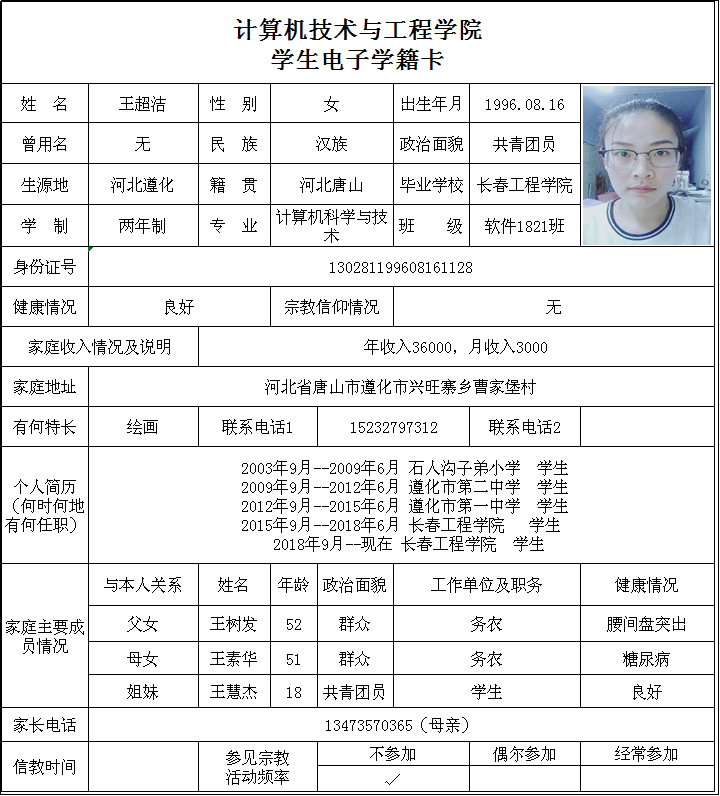 计算机技术与工程学院
学生电子学籍卡
姓 名 王超洁 性 别 女 出生年月 1996.08.16
曾用名 无 民 族 汉族 政治面貌 共青团员
生源地 河北遵化 籍 贯 河北唐山 毕业学校 长春工程学院
学 制 两年制 专 业 计算机科学与技术 班 级 软件1821班
身份证号 130281199608161128
健康情况 良好 宗教信仰情况 无
家庭收入情况及说明 年收入36000，月收入3000
家庭地址 河北省唐山市遵化市兴旺寨乡曹家堡村
有何特长 绘画 联系电话1 15232797312 联系电话2
个人简历
（何时何地
有何任职）
2003年9月--2009年6月 石人沟子弟小学 学生
2009年9月--2012年6月 遵化市第二中学 学生
2012年9月--2015年6月 遵化市第一中学 学生
2015年9月--2018年6月 长春工程学院 学生
2018年9月--现在 长春工程学院 学生
家庭主要成
员情况
与本人关系 姓名 年龄 政治面貌 工作单位及职务 健康情况
父女 王树发 52 群众 务农 腰间盘突出
母女 王素华 51 群众 务农 糖尿病
姐妹 王慧杰 18 共青团员 学生 良好
家长电话 13473570365（母亲）
信教时间 参见宗教
活动频率 不参加 偶尔参加 经常参加
✓